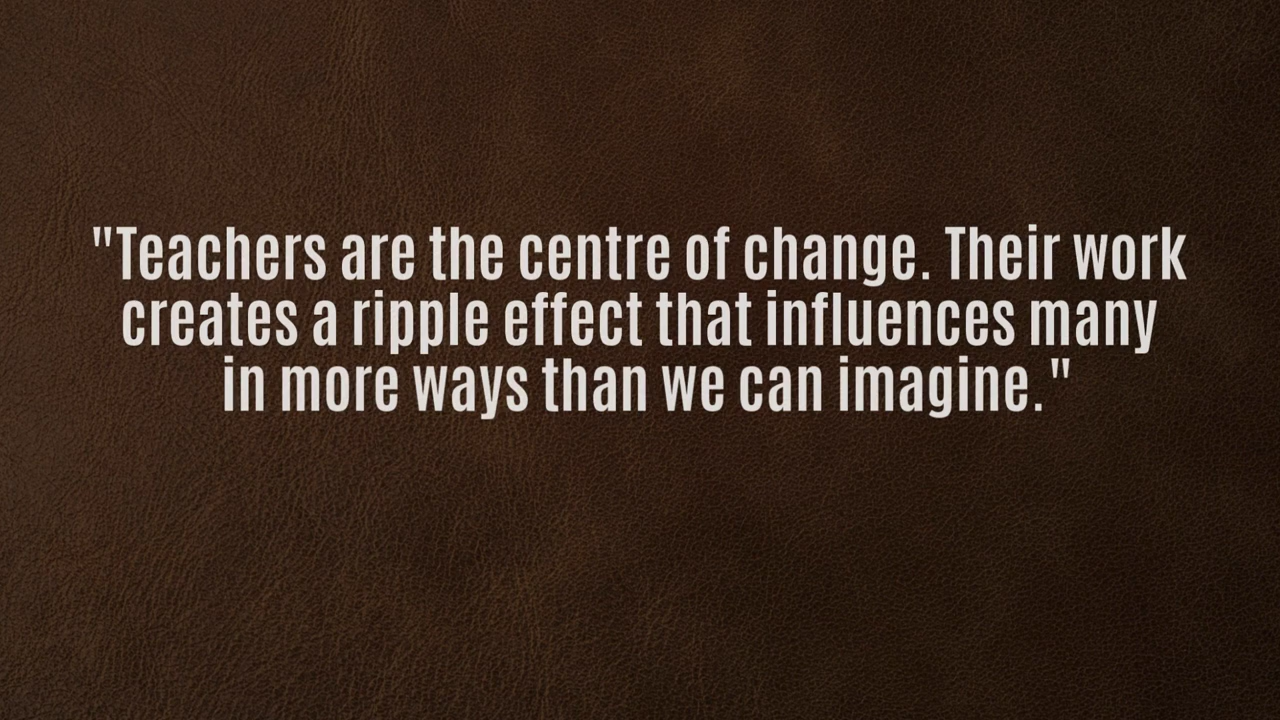 "Teachers are the centre of change. Their work
creates a ripple effect that influences many
in more ways than we can imagine."